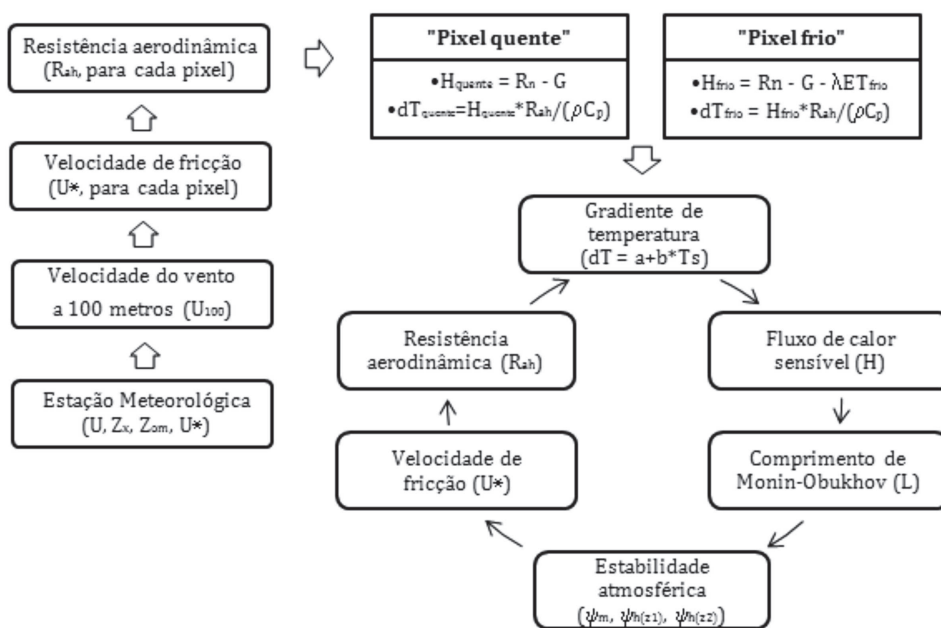 Resistência aerodinâmica
(Rah, para cada pixel)
Velocidade de fricção
(U*, para cada pixel)
Velocidade do vento
a 100 metros (U100)
Estação Meteorológica
(U, Zx, Zom, U*)
"Pixel quente"
•Hquente = Rn - G
•dTquente=Hquente*Rah/(ρCp)
"Pixel frio"
•Hfrio = Rn - G - λETfrio
•dTfrio = Hfrio*Rah/(ρCp)
Gradiente de
temperatura
(dT = a+b*Ts)
Fluxo de calor
sensível (H)
Comprimento de
Monin-Obukhov (L)
Estabilidade
atmosférica
(ψm, ψh(z1), ψh(z2))
Velocidade de
fricção (U*)
Resistência
aerodinâmica (Rah)